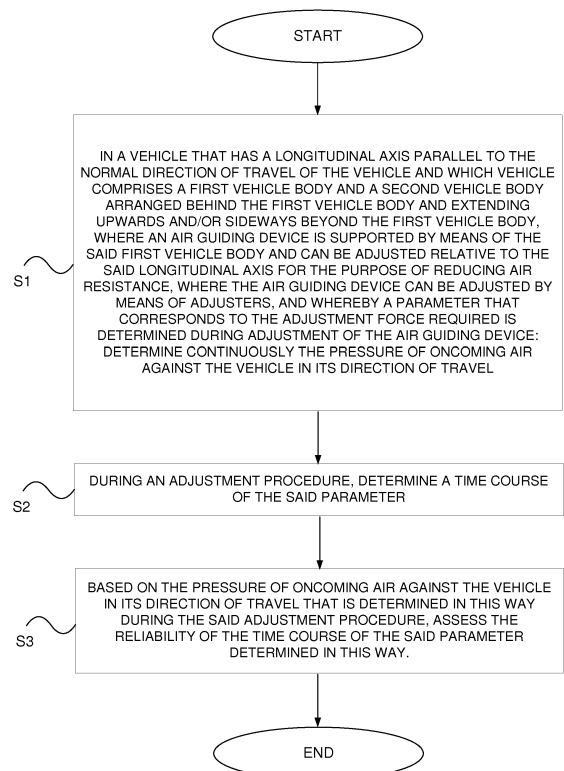 START
IN A VEHICLE THAT HAS A LONGITUDINAL AXIS PARALLEL TO THE
NORMAL DIRECTION OF TRAVEL OF THE VEHICLE AND WHICH VEHICLE
COMPRISES A FIRST VEHICLE BODY AND A SECOND VEHICLE BODY
ARRANGED BEHIND THE FIRST VEHICLE BODY AND EXTENDING
UPWARDS AND/OR SIDEWAYS BEYOND THE FIRST VEHICLE BODY,
WHERE AN AIR GUIDING DEVICE IS SUPPORTED BY MEANS OF THE
SAID FIRST VEHICLE BODY AND CAN BE ADJUSTED RELATIVE TO THE
SAID LONGITUDINAL AXIS FOR THE PURPOSE OF REDUCING AIR
RESISTANCE, WHERE THE AIR GUIDING DEVICE CAN BE ADJUSTED BY
MEANS OF ADJUSTERS, AND WHEREBY A PARAMETER THAT
CORRESPONDS TO THE ADJUSTMENT FORCE REQUIRED IS
DETERMINED DURING ADJUSTMENT OF THE AIR GUIDING DEVICE:
DETERMINE CONTINUOUSLY THE PRESSURE OF ONCOMING AIR
AGAINST THE VEHICLE IN ITS DIRECTION OF TRAVEL
S1
DURING AN ADJUSTMENT PROCEDURE, DETERMINE A TIME COURSE
OF THE SAID PARAMETER
S2
BASED ON THE PRESSURE OF ONCOMING AIR AGAINST THE VEHICLE
IN ITS DIRECTION OF TRAVEL THAT IS DETERMINED IN THIS WAY
DURING THE SAID ADJUSTMENT PROCEDURE, ASSESS THE
RELIABILITY OF THE TIME COURSE OF THE SAID PARAMETER
DETERMINED IN THIS WAY.
S3
END